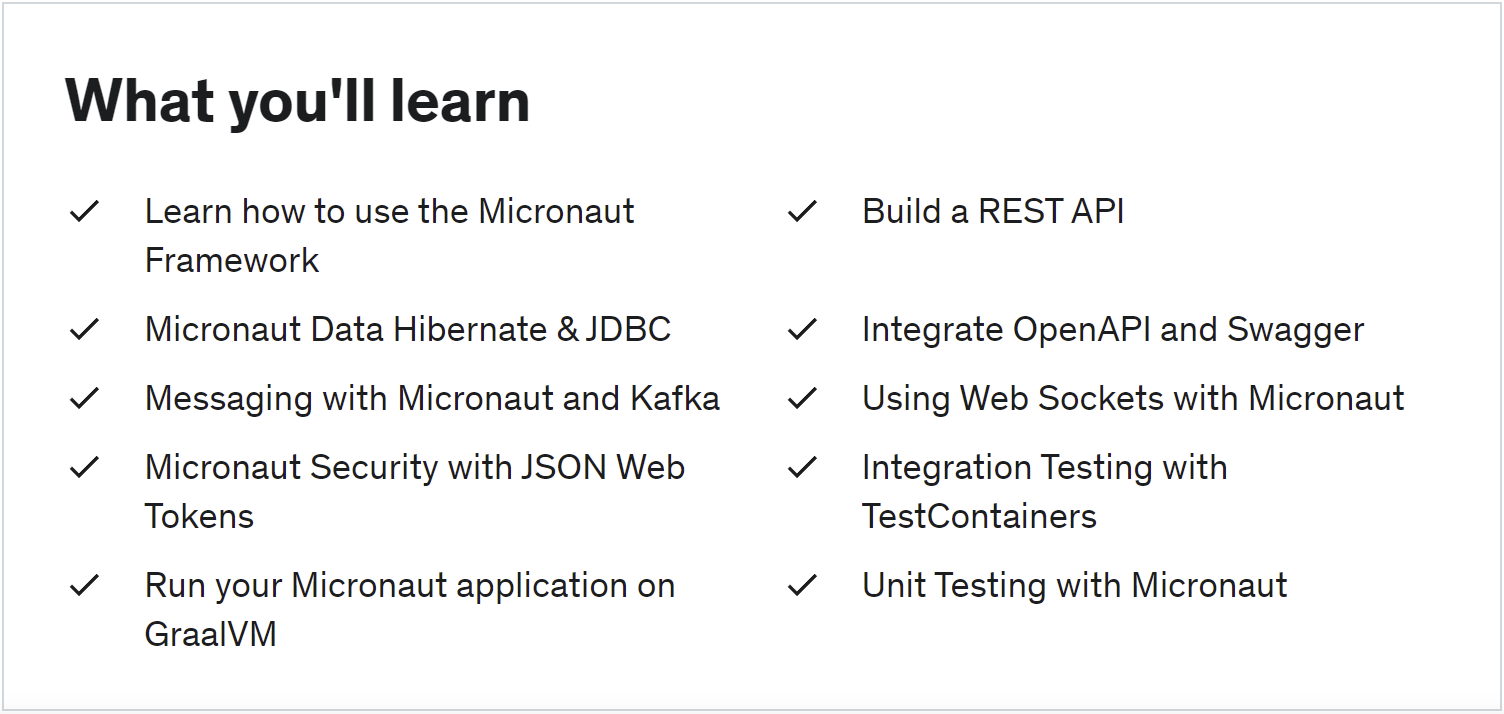 What you'll learn
Learn how to use the Micronaut
Framework
Build a REST API
Micronaut Data Hibernate & JDBC
Integrate OpenAPI and Swagger
Messaging with Micronaut and Kafka
Using Web Sockets with Micronaut
Micronaut Security with JSON Web
Tokens
Integration Testing with
TestContainers
Run your Micronaut application on
GraalVM
Unit Testing with Micronaut